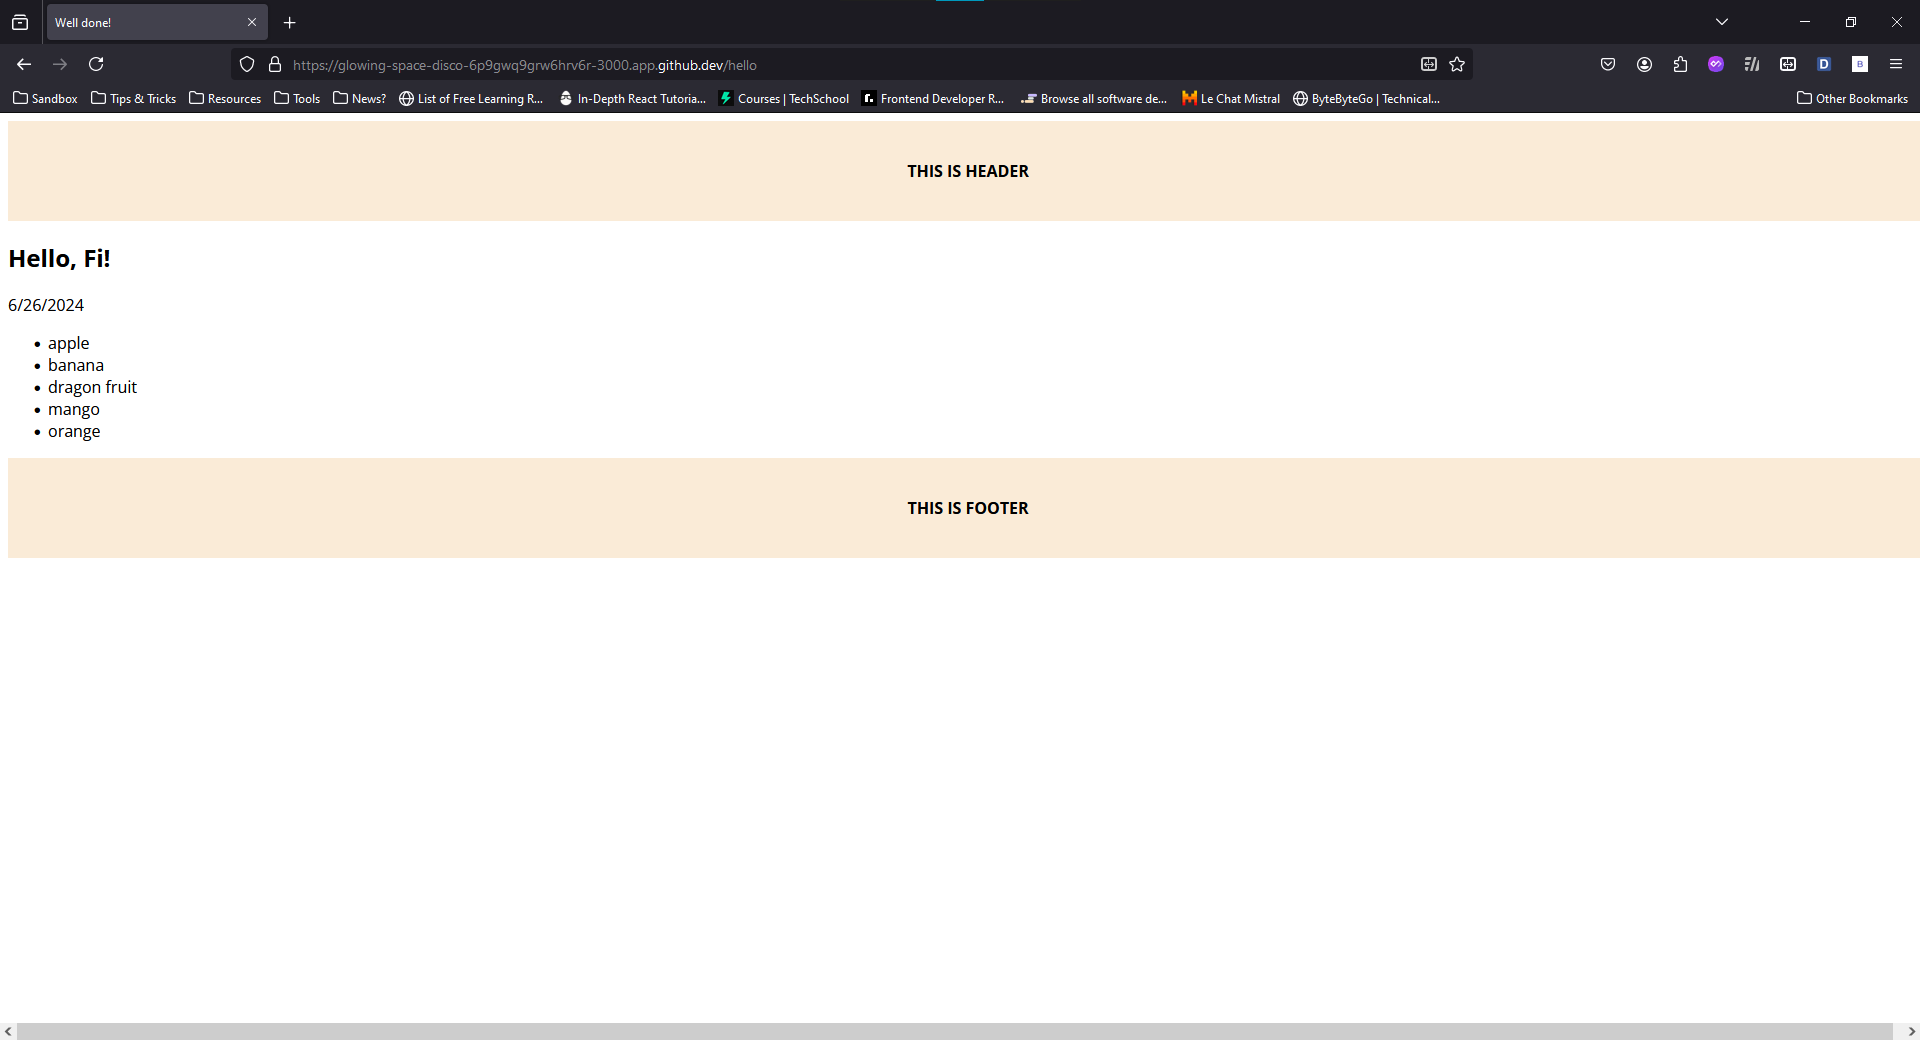 Well done!
https://glowing-space-disco-6p9gwq9grw6hrv6r-3000.app.github.dev/hello
Sandbox Tips & Tricks Resources Tools News? List of Free Learning R... In-Depth React Tutoria... Courses | TechSchool Frontend Developer R... Browse all software de... Le Chat Mistral ByteByteGo | Technical... Other Bookmarks
THIS IS HEADER
Hello, Fi!
6/26/2024
apple
banana
dragon fruit
mango
orange
THIS IS FOOTER